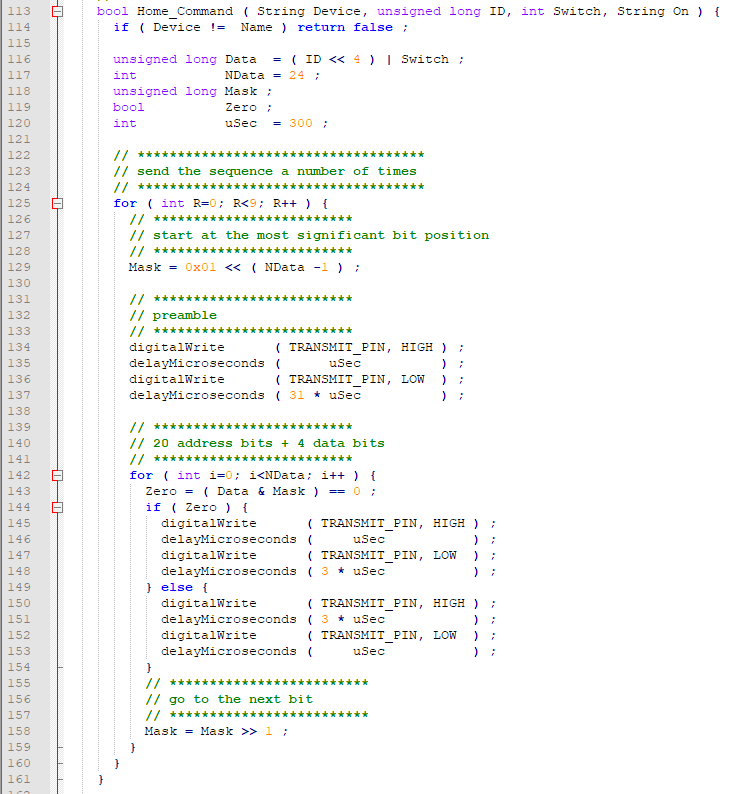 113 bool Home_Command ( String Device, unsigned long ID, int Switch, String On ) {
114 if ( Device != Name ) return false ;
115
116 unsigned long Data = ( ID << 4 ) | Switch ;
117 int NData = 24 ;
118 unsigned long Mask ;
119 bool Zero ;
120 int uSec = 300 ;
121
122 // ************************************
123 // send the sequence a number of times
124 // ************************************
125 for ( int R=0; R<9; R++ ) {
126 // *************************
127 // start at the most significant bit position
128 // *************************
129 Mask = 0x01 << ( NData -1 ) ;
130
131 // *************************
132 // preamble
133 // *************************
134 digitalWrite ( TRANSMIT_PIN, HIGH ) ;
135 delayMicroseconds ( uSec ) ;
136 digitalWrite ( TRANSMIT_PIN, LOW ) ;
137 delayMicroseconds ( 31 * uSec ) ;
138
139 // *************************
140 // 20 address bits + 4 data bits
141 // *************************
142 for ( int i=0; i<NData; i++ ) {
143 Zero = ( Data & Mask ) == 0 ;
144 if ( Zero ) {
145 digitalWrite ( TRANSMIT_PIN, HIGH ) ;
146 delayMicroseconds ( uSec ) ;
147 digitalWrite ( TRANSMIT_PIN, LOW ) ;
148 delayMicroseconds ( 3 * uSec ) ;
149 } else {
150 digitalWrite ( TRANSMIT_PIN, HIGH ) ;
151 delayMicroseconds ( 3 * uSec ) ;
152 digitalWrite ( TRANSMIT_PIN, LOW ) ;
153 delayMicroseconds ( uSec ) ;
154 }
155 // *************************
156 // go to the next bit
157 // *************************
158 Mask = Mask >> 1 ;
159 }
160 }
161 }